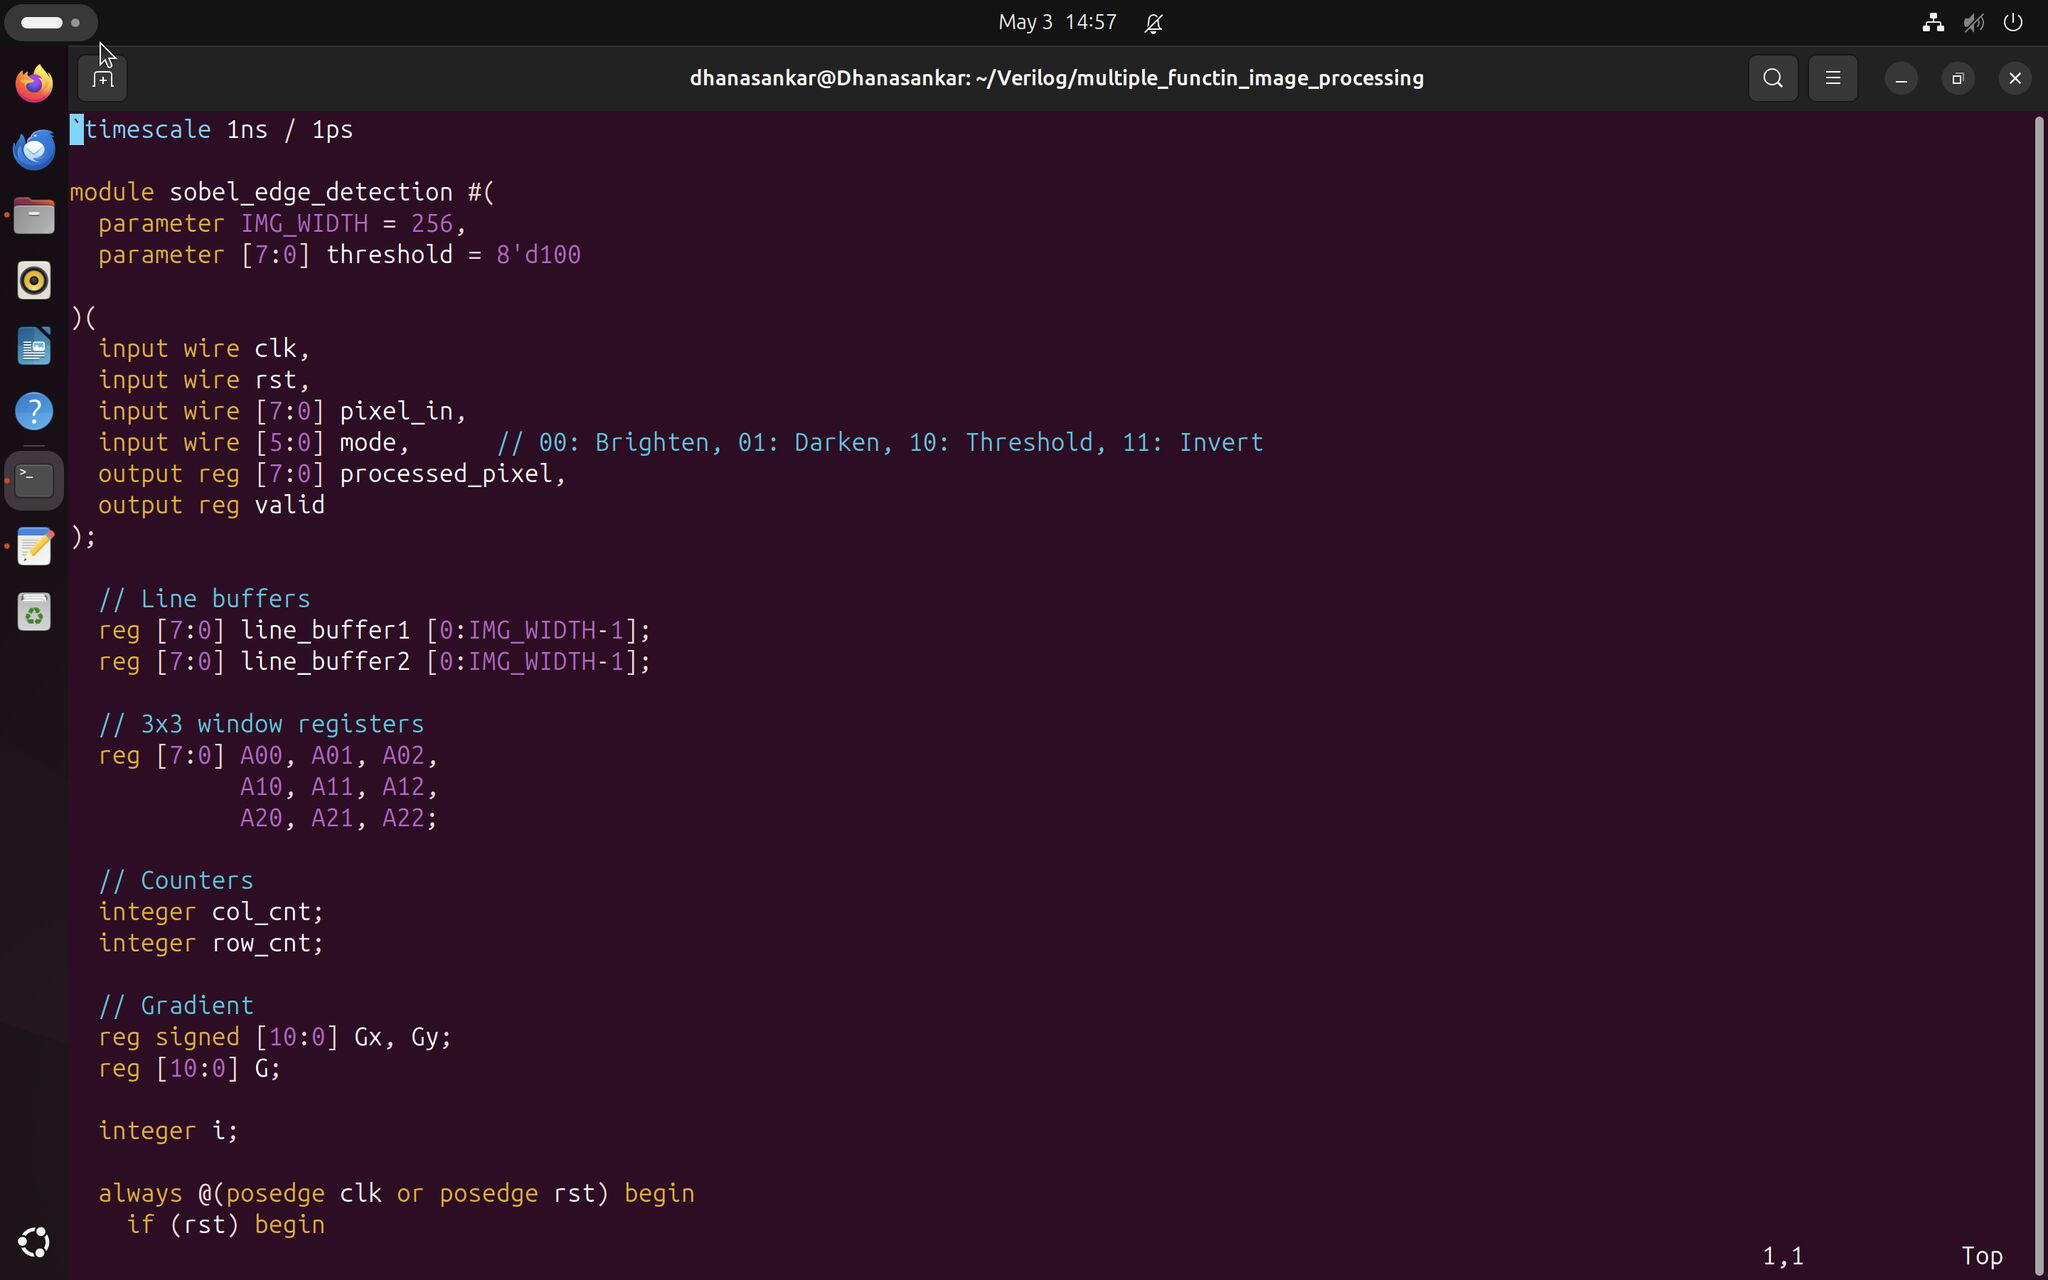 May 3 14:57
dhanasankar@Dhanasankar: ~/Verilog/multiple_functin_image_processing
`timescale 1ns / 1ps
module sobel_edge_detection #(
  parameter IMG_WIDTH = 256,
  parameter [7:0] threshold = 8'd100
)(
  input wire clk,
  input wire rst,
  input wire [7:0] pixel_in,
  input wire [5:0] mode,      // 00: Brighten, 01: Darken, 10: Threshold, 11: Invert
  output reg [7:0] processed_pixel,
  output reg valid
);
  // Line buffers
  reg [7:0] line_buffer1 [0:IMG_WIDTH-1];
  reg [7:0] line_buffer2 [0:IMG_WIDTH-1];
  // 3x3 window registers
  reg [7:0] A00, A01, A02,
            A10, A11, A12,
            A20, A21, A22;
  // Counters
  integer col_cnt;
  integer row_cnt;
  // Gradient
  reg signed [10:0] Gx, Gy;
  reg [10:0] G;
  integer i;
  always @(posedge clk or posedge rst) begin
    if (rst) begin
1,1 Top